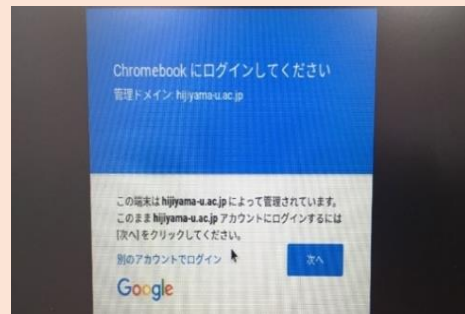 Chromebook にログインしてください
管理ドメイン: hijiyama-u.ac.jp
この端末は hijiyama-u.ac.jp によって管理されています。
このまま hijiyama-u.ac.jp アカウントにログインするには
[次へ] をクリックしてください。
別のアカウントでログイン
次へ
Google